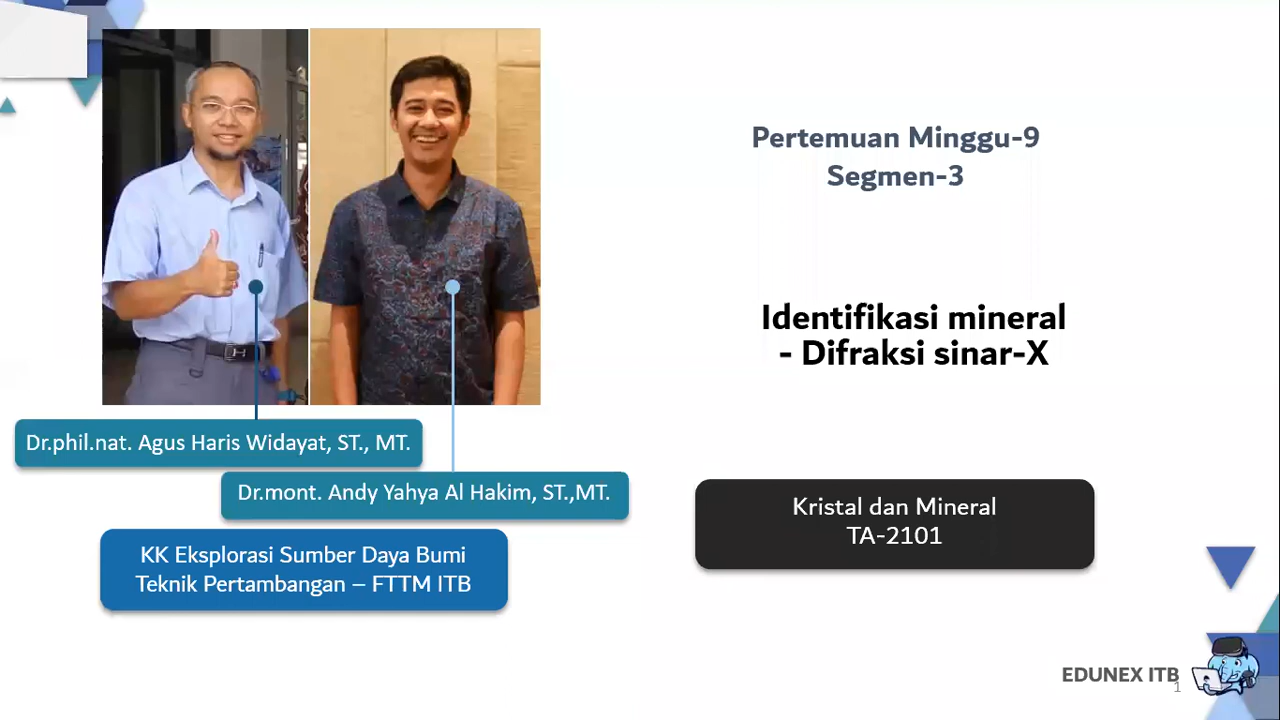 Pertemuan Minggu-9
Segmen-3
Identifikasi mineral
- Difraksi sinar-X
Dr.phil.nat. Agus Haris Widayat, ST., MT.
Dr.mont. Andy Yahya Al Hakim, ST.,MT.
KK Eksplorasi Sumber Daya Bumi
Teknik Pertambangan – FTTM ITB
Kristal dan Mineral
TA-2101
EDUNEX ITB
1